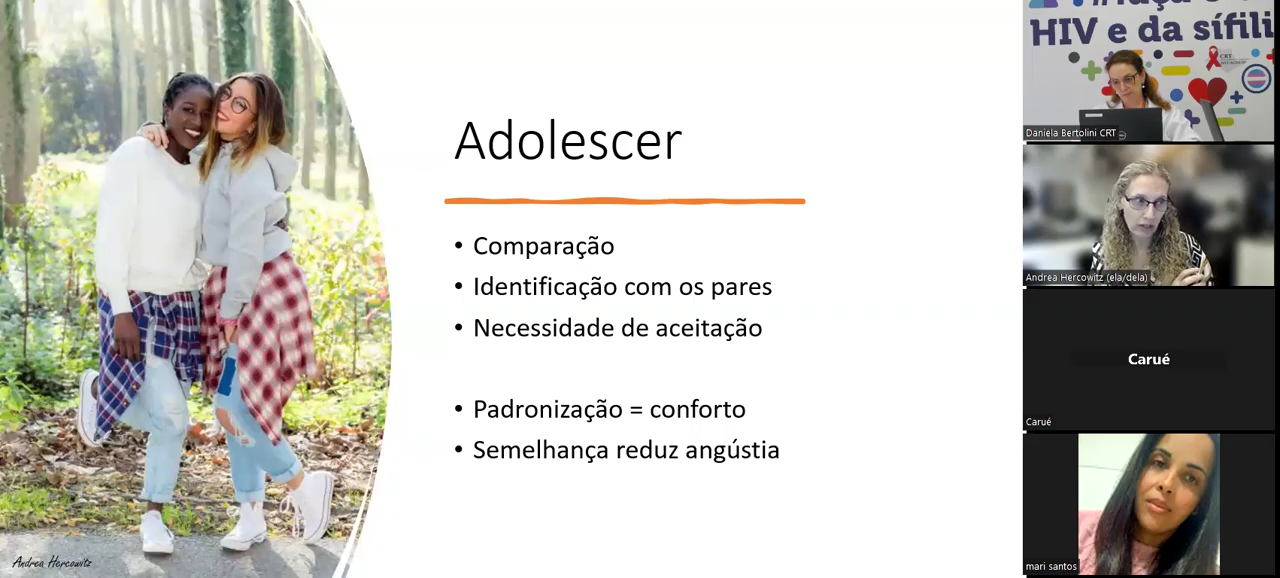 Adolescer
• Comparação
• Identificação com os pares
• Necessidade de aceitação
• Padronização = conforto
• Semelhança reduz angústia
Andrea Hercowitz
HIV e da sífili
CRT
Daniela Bertolini CRT
Andrea Hercowitz (ela/dela)
Carué
Carué
mari santos